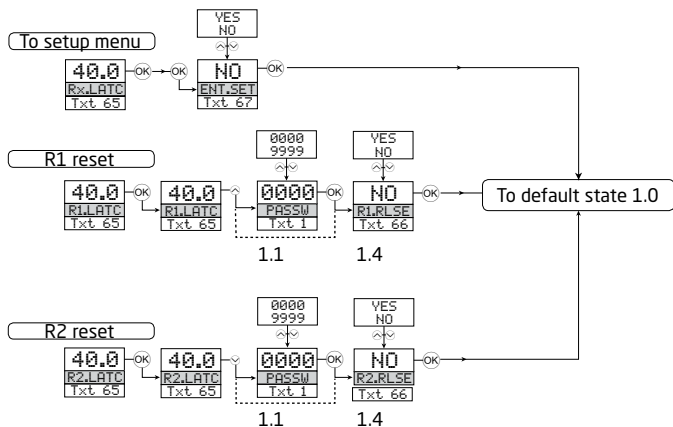 YES
NO
To setup menu
40.0 OK OK NO OK
Rx.LATC ENT.SET
Txt 65 Txt 67
0000 YES
9999 NO
R1 reset
40.0 OK 40.0 0000 OK NO OK To default state 1.0
R1.LATC R1.LATC PASSW R1.RLSE
Txt 65 Txt 65 Txt 1 Txt 66
1.1 1.4
0000 YES
9999 NO
R2 reset
40.0 OK 40.0 0000 OK NO OK
R2.LATC R2.LATC PASSW R2.RLSE
Txt 65 Txt 65 Txt 1 Txt 66
1.1 1.4